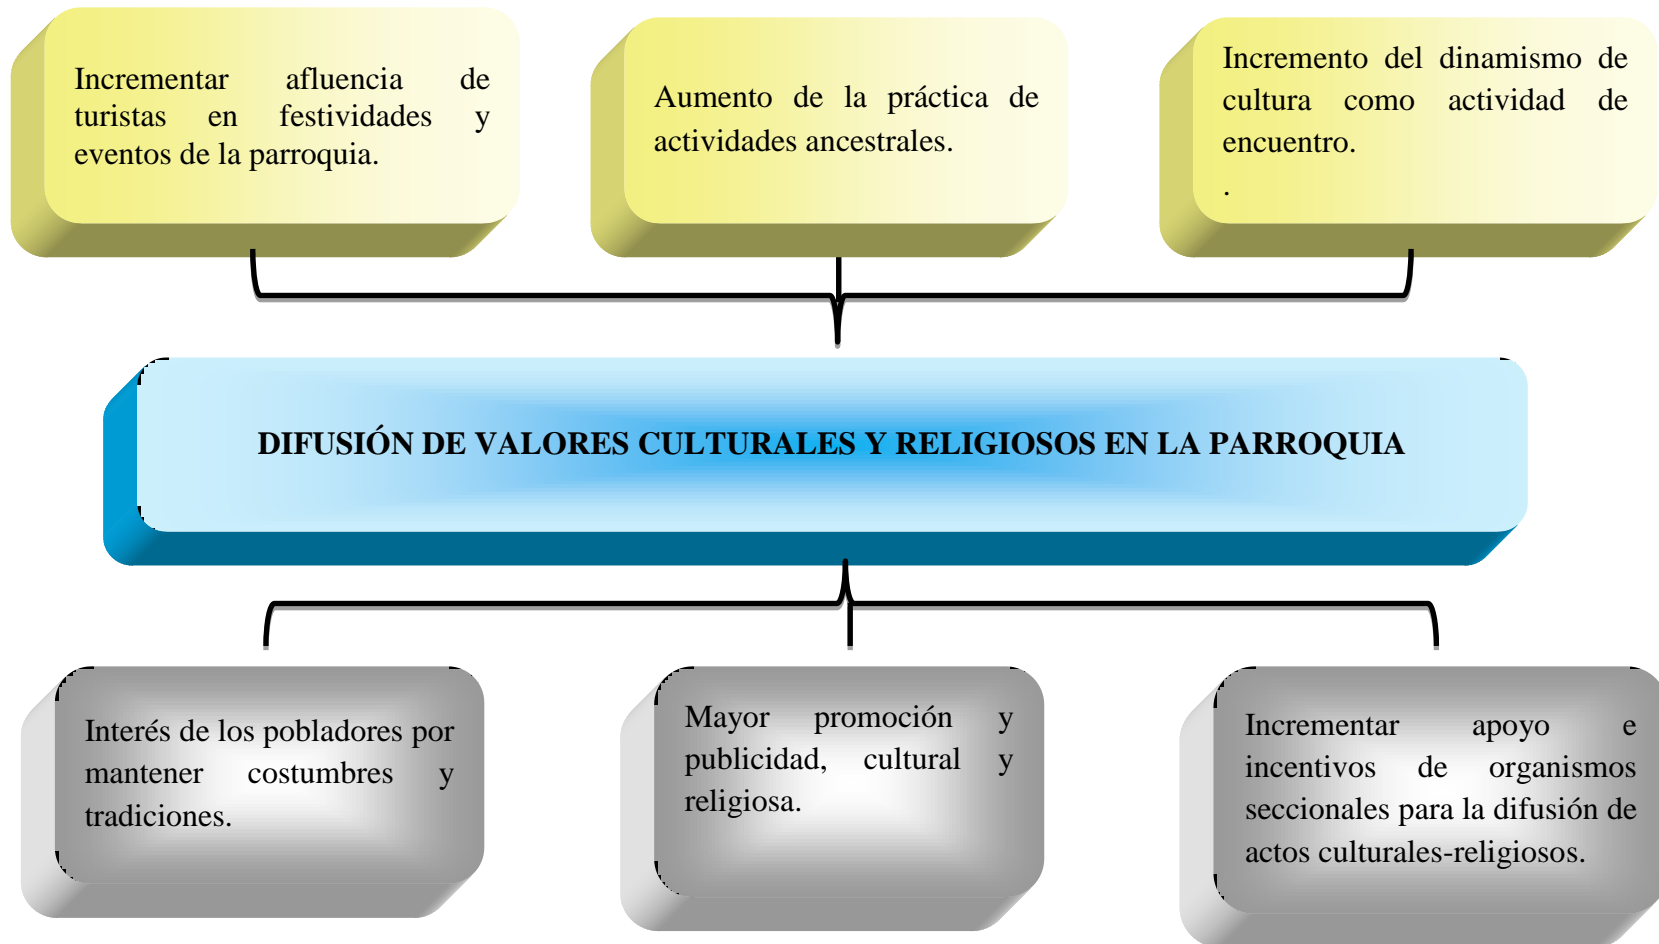 Incrementar afluencia de
turistas en festividades y
eventos de la parroquia.
Aumento de la práctica de
actividades ancestrales.
Incremento del dinamismo de
cultura como actividad de
encuentro.
.
DIFUSIÓN DE VALORES CULTURALES Y RELIGIOSOS EN LA PARROQUIA
Interés de los pobladores por
mantener costumbres y
tradiciones.
Mayor promoción y
publicidad, cultural y
religiosa.
Incrementar apoyo e
incentivos de organismos
seccionales para la difusión de
actos culturales-religiosos.